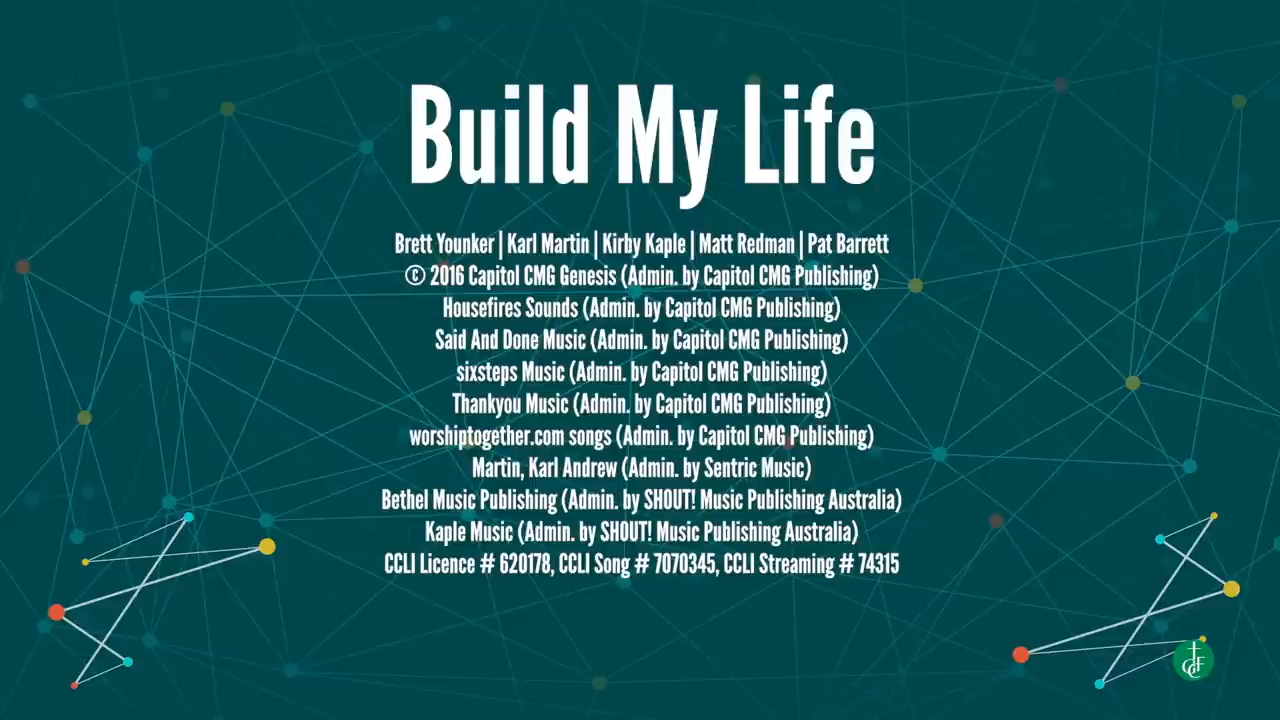 Build My Life
Brett Younker | Karl Martin | Kirby Kaple | Matt Redman | Pat Barrett
© 2016 Capitol CMG Genesis (Admin. by Capitol CMG Publishing)
Housefires Sounds (Admin. by Capitol CMG Publishing)
Said And Done Music (Admin. by Capitol CMG Publishing)
sixsteps Music (Admin. by Capitol CMG Publishing)
Thankyou Music (Admin. by Capitol CMG Publishing)
worshiptogether.com songs (Admin. by Capitol CMG Publishing)
Martin, Karl Andrew (Admin. by Sentric Music)
Bethel Music Publishing (Admin. by SHOUT! Music Publishing Australia)
Kaple Music (Admin. by SHOUT! Music Publishing Australia)
CCLI Licence # 620178, CCLI Song # 7070345, CCLI Streaming # 74315